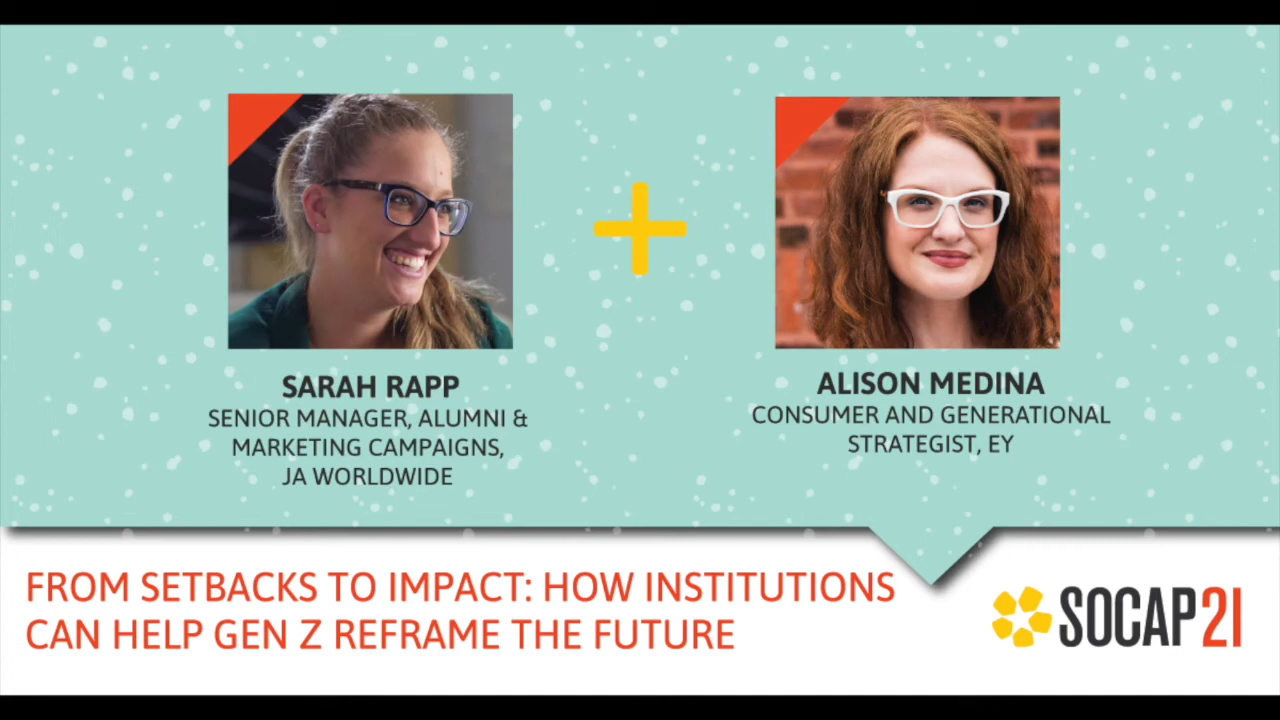 SARAH RAPP
SENIOR MANAGER, ALUMNI &
MARKETING CAMPAIGNS,
JA WORLDWIDE
ALISON MEDINA
CONSUMER AND GENERATIONAL
STRATEGIST, EY
FROM SETBACKS TO IMPACT: HOW INSTITUTIONS
CAN HELP GEN Z REFRAME THE FUTURE
SOCAP21